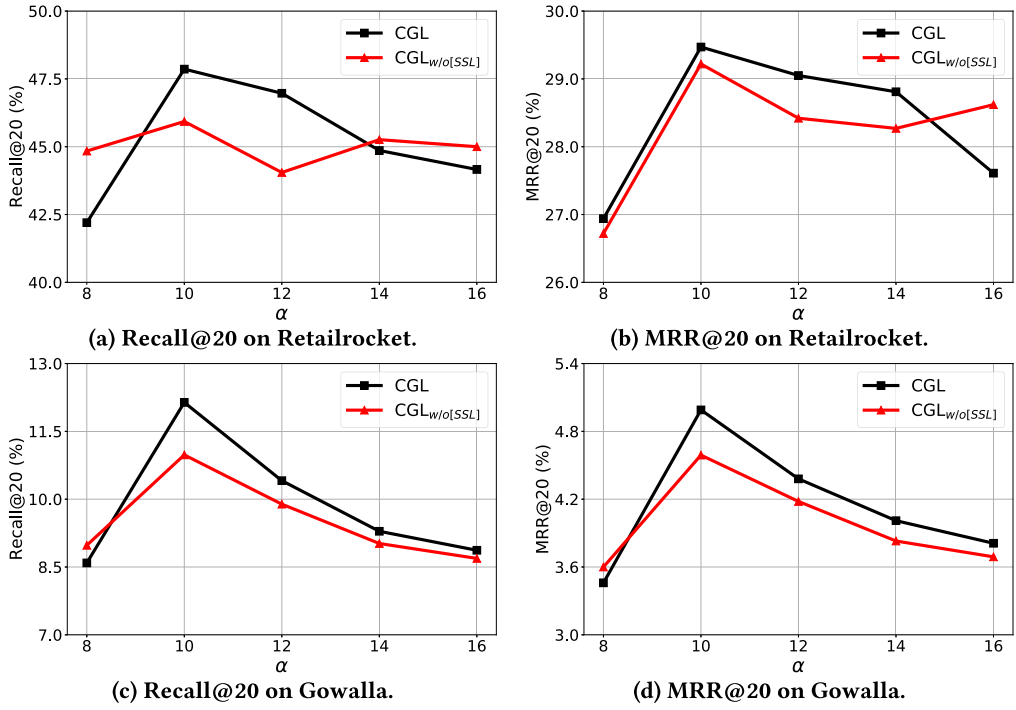 50.0
47.5
45.0
42.5
40.0
Recall@20 (%)
CGL
CGL_{w/o[SSL]}
8 10 12 14 16
α
(a) Recall@20 on Retailrocket.
30.0
29.0
28.0
27.0
26.0
MRR@20 (%)
CGL
CGL_{w/o[SSL]}
8 10 12 14 16
α
(b) MRR@20 on Retailrocket.
13.0
11.5
10.0
8.5
7.0
Recall@20 (%)
CGL
CGL_{w/o[SSL]}
8 10 12 14 16
α
(c) Recall@20 on Gowalla.
5.4
4.8
4.2
3.6
3.0
MRR@20 (%)
CGL
CGL_{w/o[SSL]}
8 10 12 14 16
α
(d) MRR@20 on Gowalla.